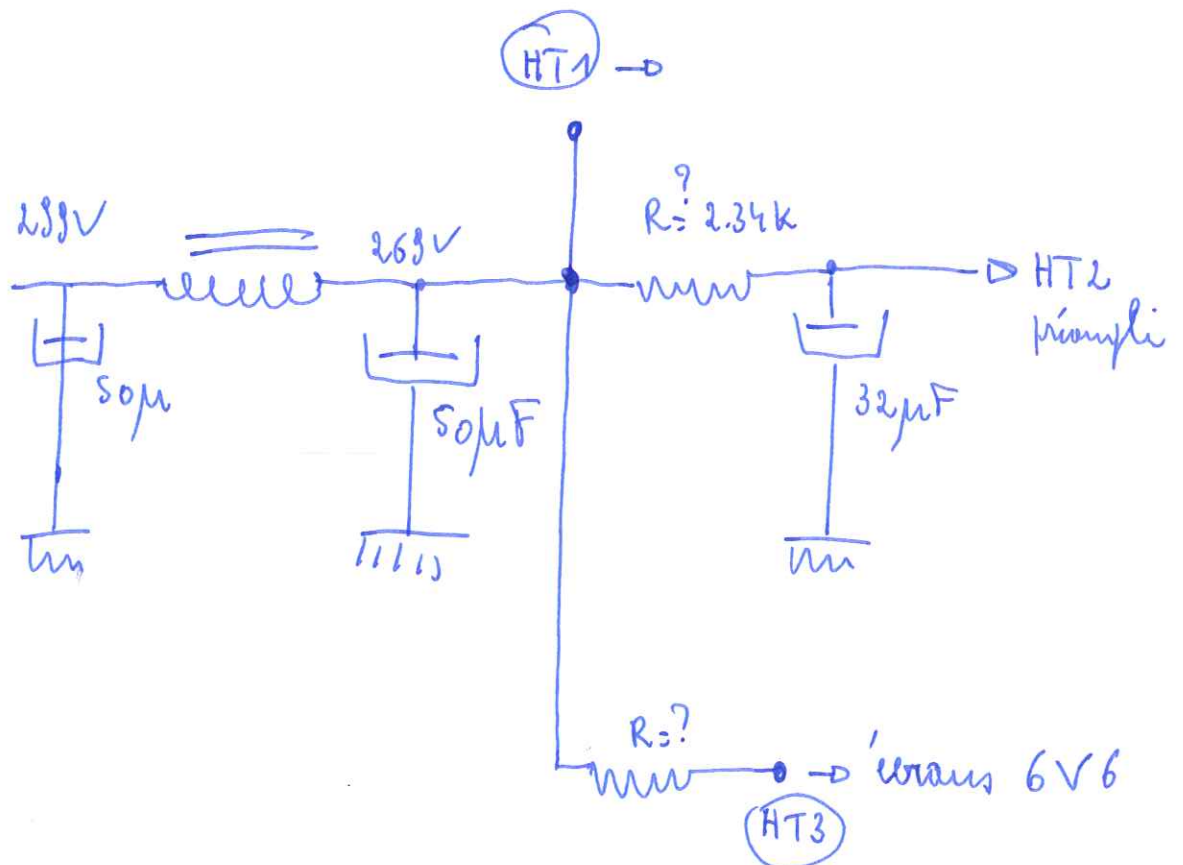 HT1
299V
269V
?
R= 2.34k
HT2
préampli
50µ
50µF
32µF
R=?
écrans 6V6
HT3